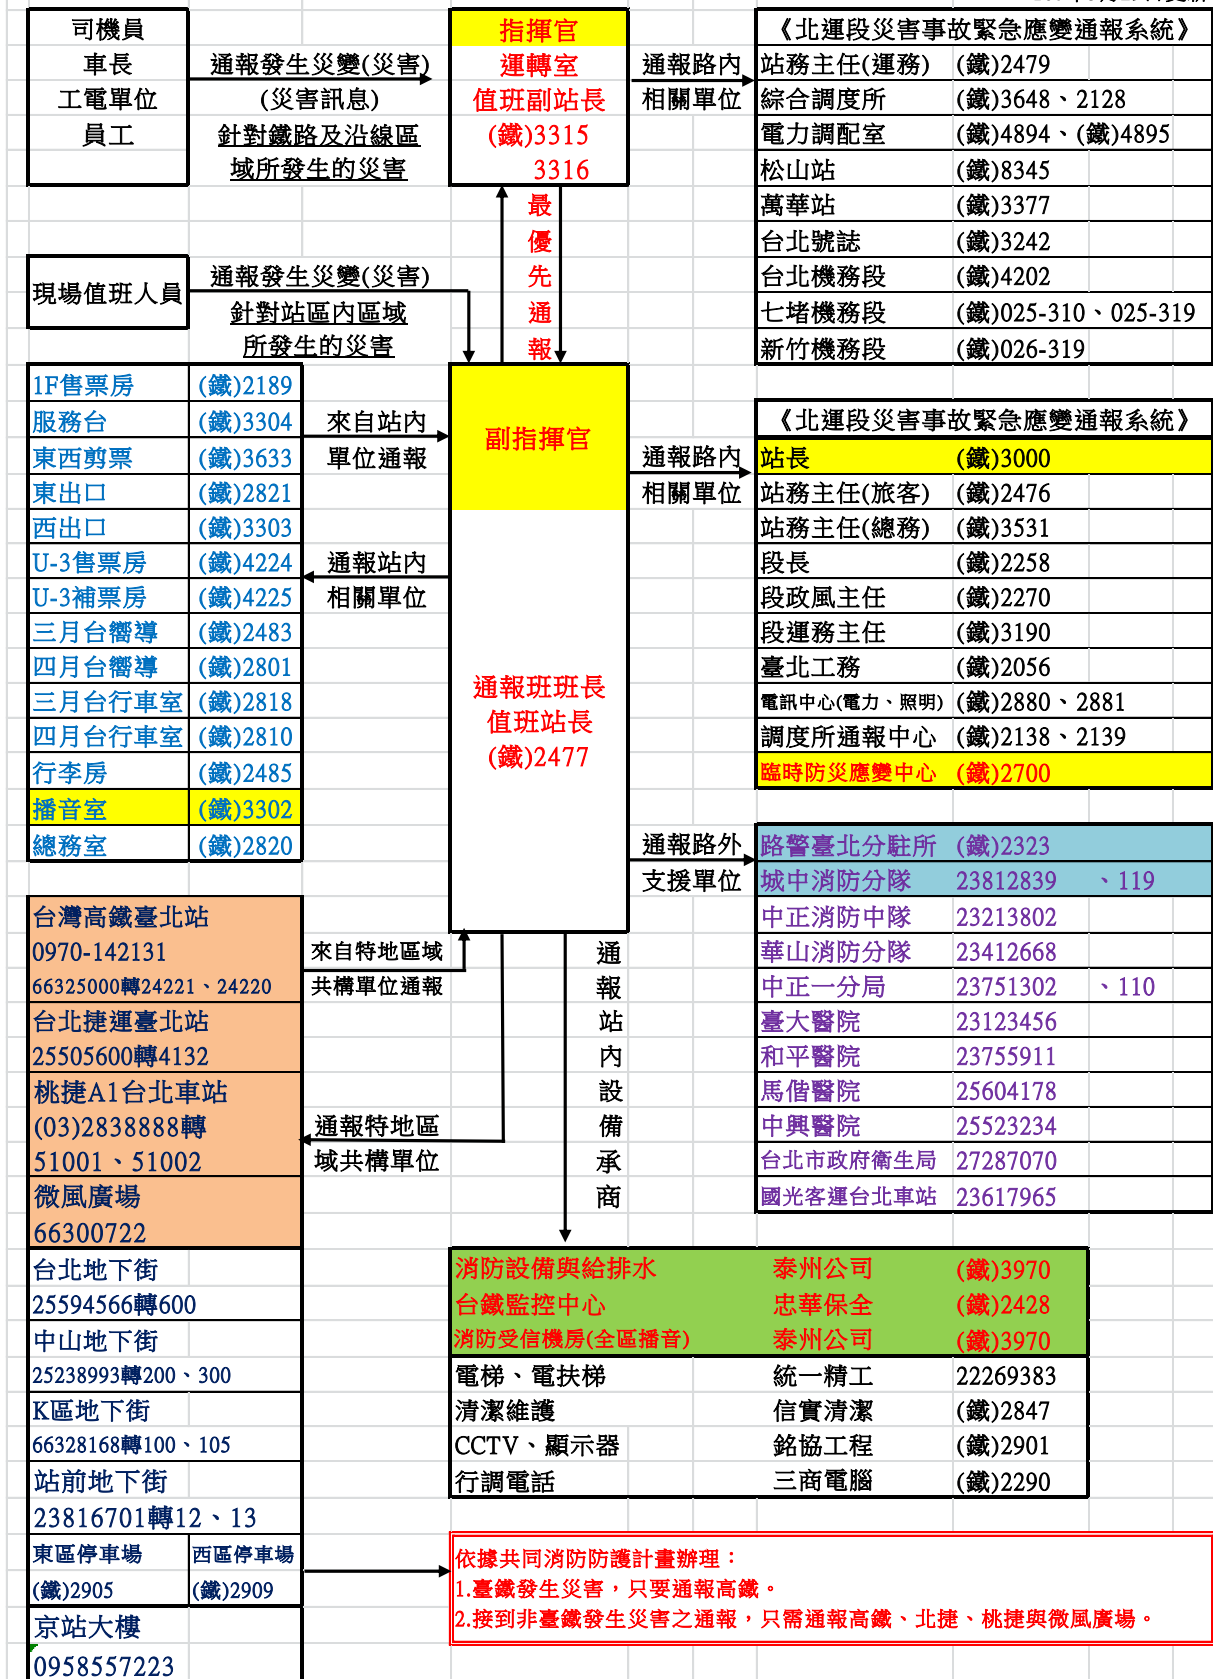 司機員
車長
工電單位
員工
通報發生災變(災害)
(災害訊息)
針對鐵路及沿線區
域所發生的災害
指揮官
運轉室
值班副站長
(鐵)3315
3316
通報路內
相關單位
《北運段災害事故緊急應變通報系統》
站務主任(運務) (鐵)2479
綜合調度所 (鐵)3648、2128
電力調配室 (鐵)4894、(鐵)4895
松山站 (鐵)8345
萬華站 (鐵)3377
台北號誌 (鐵)3242
台北機務段 (鐵)4202
七堵機務段 (鐵)025-310、025-319
新竹機務段 (鐵)026-319
最
優
先
通
報
現場值班人員
通報發生災變(災害)
針對站區內區域
所發生的災害
1F售票房 (鐵)2189
服務台 (鐵)3304
東西剪票 (鐵)3633
東出口 (鐵)2821
西出口 (鐵)3303
U-3售票房 (鐵)4224
U-3補票房 (鐵)4225
三月台嚮導 (鐵)2483
四月台嚮導 (鐵)2801
三月台行車室 (鐵)2818
四月台行車室 (鐵)2810
行李房 (鐵)2485
播音室 (鐵)3302
總務室 (鐵)2820
來自站內
單位通報
通報站內
相關單位
副指揮官
通報班班長
值班站長
(鐵)2477
通報路內
相關單位
《北運段災害事故緊急應變通報系統》
站長 (鐵)3000
站務主任(旅客) (鐵)2476
站務主任(總務) (鐵)3531
段長 (鐵)2258
段政風主任 (鐵)2270
段運務主任 (鐵)3190
臺北工務 (鐵)2056
電訊中心(電力、照明) (鐵)2880、2881
調度所通報中心 (鐵)2138、2139
臨時防災應變中心 (鐵)2700
通報路外
支援單位
路警臺北分駐所 (鐵)2323
城中消防分隊 23812839 、119
中正消防中隊 23213802
華山消防分隊 23412668
中正一分局 23751302 、110
臺大醫院 23123456
和平醫院 23755911
馬偕醫院 25604178
中興醫院 25523234
台北市政府衛生局 27287070
國光客運台北車站 23617965
台灣高鐵臺北站
0970-142131
66325000轉24221、24220
台北捷運臺北站
25505600轉4132
桃捷A1台北車站
(03)2838888轉
51001、51002
微風廣場
66300722
台北地下街
25594566轉600
中山地下街
25238993轉200、300
K區地下街
66328168轉100、105
站前地下街
23816701轉12、13
東區停車場 西區停車場
(鐵)2905 (鐵)2909
京站大樓
0958557223
來自特地區域
共構單位通報
通報特地區
域共構單位
通
報
站
內
設
備
承
商
消防設備與給排水 泰州公司 (鐵)3970
台鐵監控中心 忠華保全 (鐵)2428
消防受信機房(全區播音) 泰州公司 (鐵)3970
電梯、電扶梯 統一精工 22269383
清潔維護 信實清潔 (鐵)2847
CCTV、顯示器 銘協工程 (鐵)2901
行調電話 三商電腦 (鐵)2290
依據共同消防防護計畫辦理：
1.臺鐵發生災害，只要通報高鐵。
2.接到非臺鐵發生災害之通報，只需通報高鐵、北捷、桃捷與微風廣場。